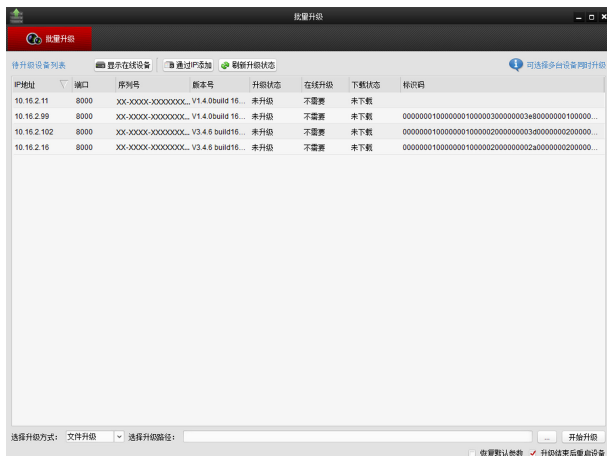 批量升级
批量升级
待升级设备列表 显示在线设备 通过IP添加 刷新升级状态 可选择多台设备同时升级
IP地址 端口 序列号 版本号 升级状态 在线升级 下载状态 标识码
10.16.2.11 8000 XX-XXXX-XXXXXXX... V1.4.0build 16... 未升级 不需要 未下载
10.16.2.99 8000 XX-XXXX-XXXXXXX... V1.4.0build 16... 未升级 不需要 未下载
10.16.2.102 8000 XX-XXXX-XXXXXXX... V3.4.6 build16... 未升级 不需要 未下载
10.16.2.16 8000 XX-XXXX-XXXXXXX... V3.4.6 build16... 未升级 不需要 未下载
选择升级方式: 文件升级 选择升级路径: ... 开始升级
恢复默认参数 升级结束后重启设备